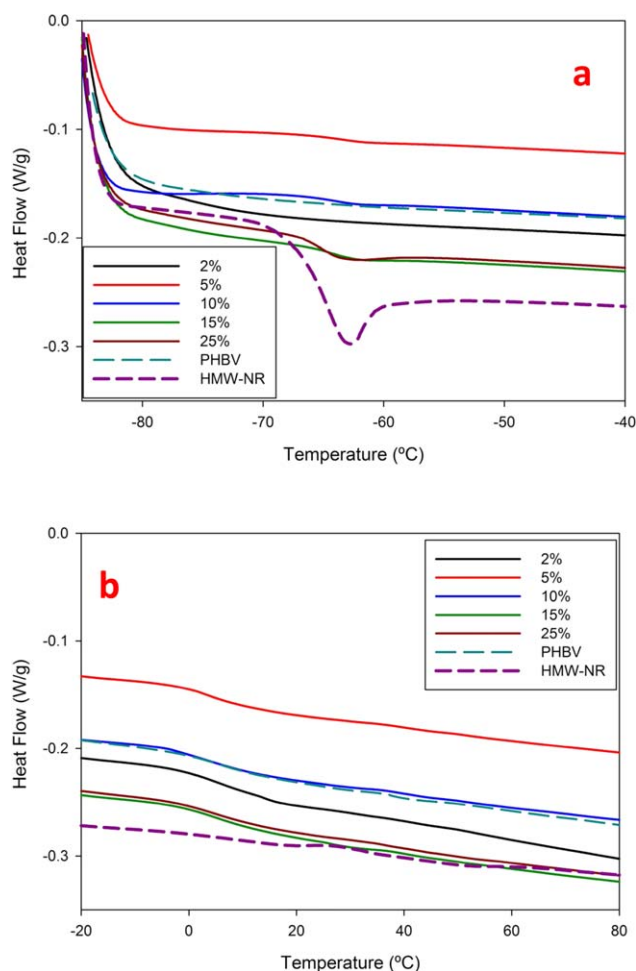 a
0.0
-0.1
-0.2
-0.3
Heat Flow (W/g)
2%
5%
10%
15%
25%
PHBV
HMW-NR
-80 -70 -60 -50 -40
Temperature (ºC)
b
0.0
-0.1
-0.2
-0.3
Heat Flow (W/g)
2%
5%
10%
15%
25%
PHBV
HMW-NR
-20 0 20 40 60 80
Temperature (ºC)